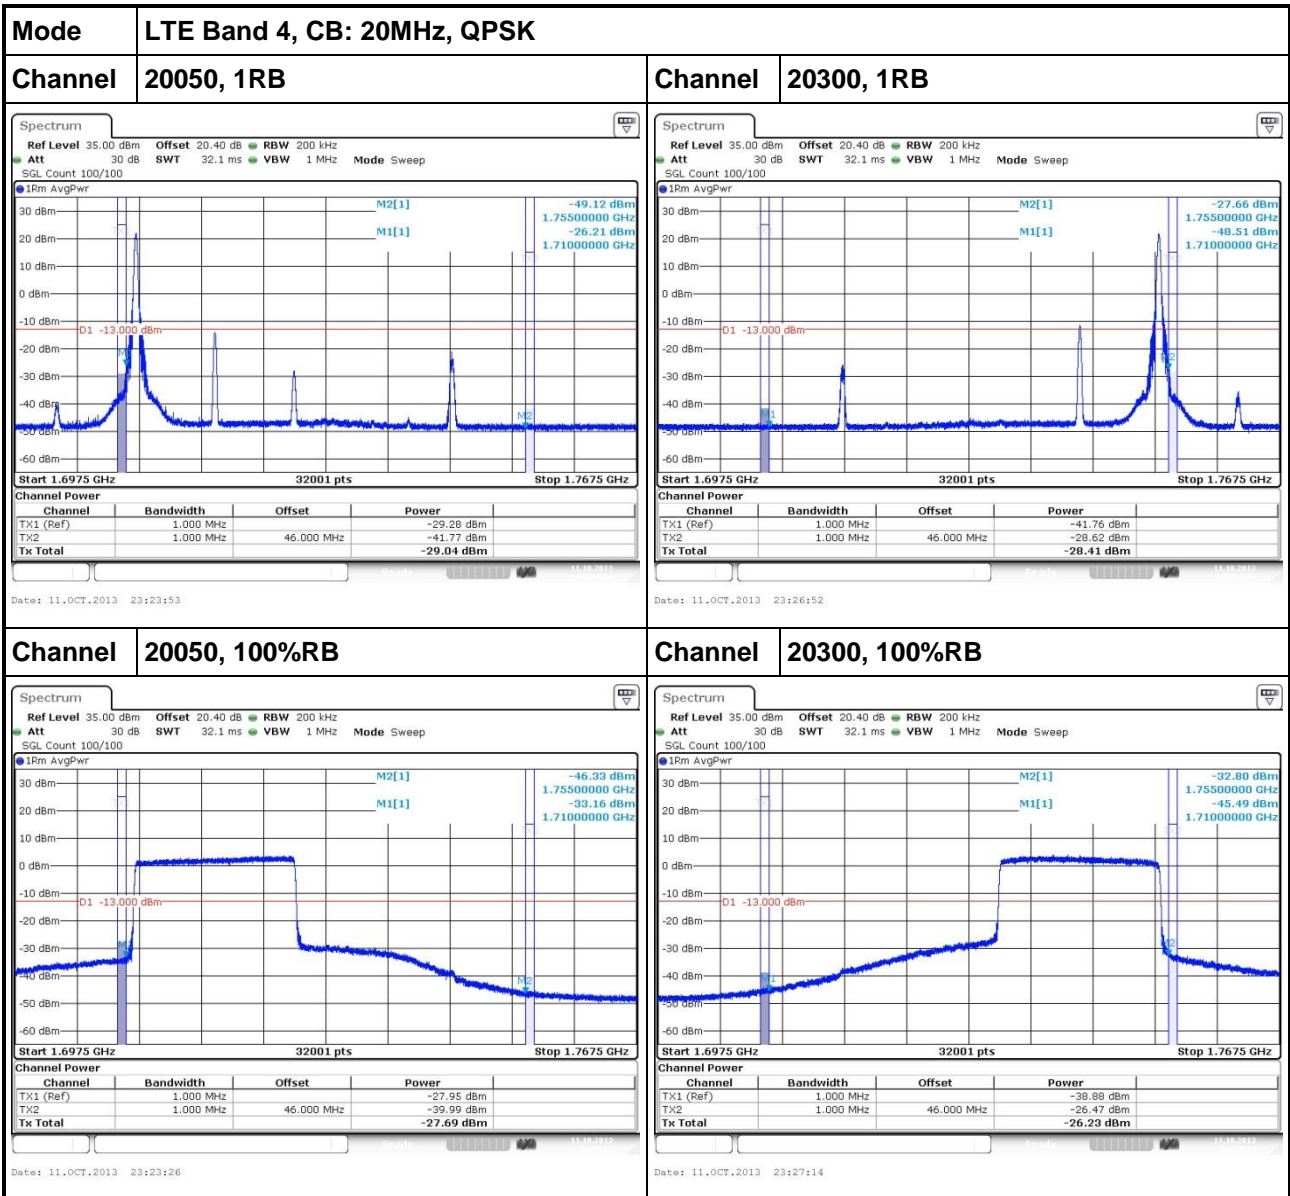 Mode LTE Band 4, CB: 20MHz, QPSK
Channel 20050, 1RB
Spectrum
Ref Level 35.00 dBm Offset 20.40 dB RBW 200 kHz
Att 30 dB SWT 32.1 ms VBW 1 MHz Mode Sweep
SGL Count 100/100
1Rm AvgPwr
M2[1] -49.12 dBm
1.75500000 GHz
M1[1] -26.21 dBm
1.71000000 GHz
30 dBm
20 dBm
10 dBm
0 dBm
-10 dBm
D1 -13.000 dBm
-20 dBm
-30 dBm
-40 dBm
M2
-50 dBm
-60 dBm
Start 1.6975 GHz 32001 pts Stop 1.7675 GHz
Channel Power
Channel Bandwidth Offset Power
TX1 (Ref) 1.000 MHz -29.28 dBm
TX2 1.000 MHz 46.000 MHz -41.77 dBm
Tx Total -29.04 dBm
Date: 11.OCT.2013 23:23:53
Channel 20300, 1RB
Spectrum
Ref Level 35.00 dBm Offset 20.40 dB RBW 200 kHz
Att 30 dB SWT 32.1 ms VBW 1 MHz Mode Sweep
SGL Count 100/100
1Rm AvgPwr
M2[1] -27.66 dBm
1.75500000 GHz
M1[1] -48.51 dBm
1.71000000 GHz
30 dBm
20 dBm
10 dBm
0 dBm
-10 dBm
D1 -13.000 dBm
-20 dBm
M2
-30 dBm
-40 dBm
M1
-50 dBm
-60 dBm
Start 1.6975 GHz 32001 pts Stop 1.7675 GHz
Channel Power
Channel Bandwidth Offset Power
TX1 (Ref) 1.000 MHz -41.76 dBm
TX2 1.000 MHz 46.000 MHz -28.62 dBm
Tx Total -28.41 dBm
Date: 11.OCT.2013 23:26:52
Channel 20050, 100%RB
Spectrum
Ref Level 35.00 dBm Offset 20.40 dB RBW 200 kHz
Att 30 dB SWT 32.1 ms VBW 1 MHz Mode Sweep
SGL Count 100/100
1Rm AvgPwr
M2[1] -46.33 dBm
1.75500000 GHz
M1[1] -33.16 dBm
1.71000000 GHz
30 dBm
20 dBm
10 dBm
0 dBm
-10 dBm
D1 -13.000 dBm
-20 dBm
-30 dBm
-40 dBm
M2
-50 dBm
-60 dBm
Start 1.6975 GHz 32001 pts Stop 1.7675 GHz
Channel Power
Channel Bandwidth Offset Power
TX1 (Ref) 1.000 MHz -27.95 dBm
TX2 1.000 MHz 46.000 MHz -39.99 dBm
Tx Total -27.69 dBm
Date: 11.OCT.2013 23:23:26
Channel 20300, 100%RB
Spectrum
Ref Level 35.00 dBm Offset 20.40 dB RBW 200 kHz
Att 30 dB SWT 32.1 ms VBW 1 MHz Mode Sweep
SGL Count 100/100
1Rm AvgPwr
M2[1] -32.80 dBm
1.75500000 GHz
M1[1] -45.49 dBm
1.71000000 GHz
30 dBm
20 dBm
10 dBm
0 dBm
-10 dBm
D1 -13.000 dBm
-20 dBm
M2
-30 dBm
-40 dBm
M1
-50 dBm
-60 dBm
Start 1.6975 GHz 32001 pts Stop 1.7675 GHz
Channel Power
Channel Bandwidth Offset Power
TX1 (Ref) 1.000 MHz -38.88 dBm
TX2 1.000 MHz 46.000 MHz -26.47 dBm
Tx Total -26.23 dBm
Date: 11.OCT.2013 23:27:14